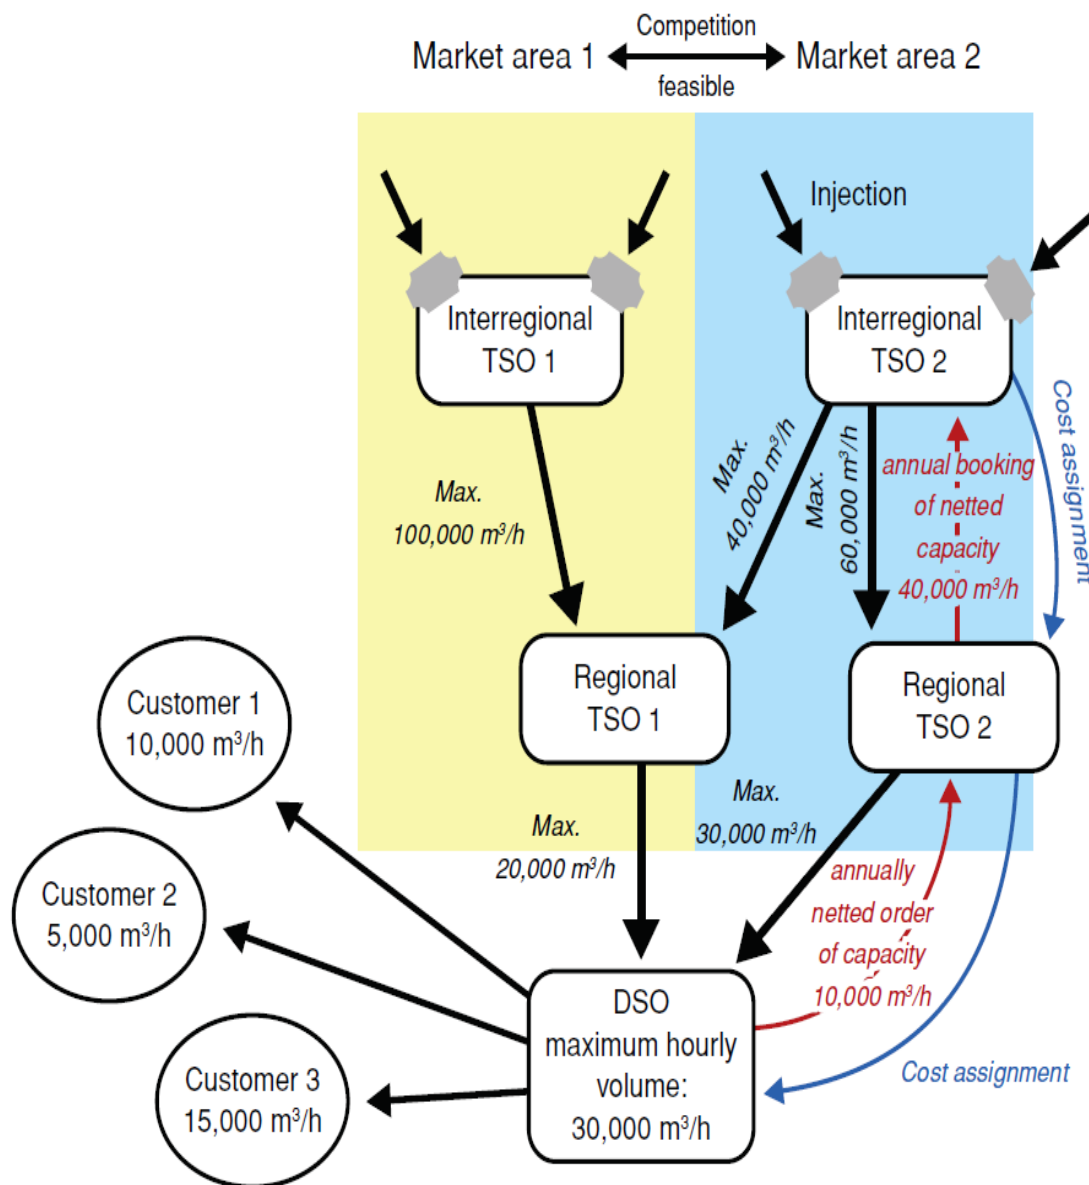 Competition
Market area 1
Market area 2
feasible
Injection
Interregional
TSO 1
Interregional
TSO 2
Max.
100,000 m³/h
Max.
40,000 m³/h
Max.
60,000 m³/h
annual booking
of netted
capacity
40,000 m³/h
Cost assignment
Regional
TSO 1
Regional
TSO 2
Customer 1
10,000 m³/h
Max.
20,000 m³/h
Max.
30,000 m³/h
annually
netted order
of capacity
10,000 m³/h
Customer 2
5,000 m³/h
DSO
maximum hourly
volume:
30,000 m³/h
Cost assignment
Customer 3
15,000 m³/h